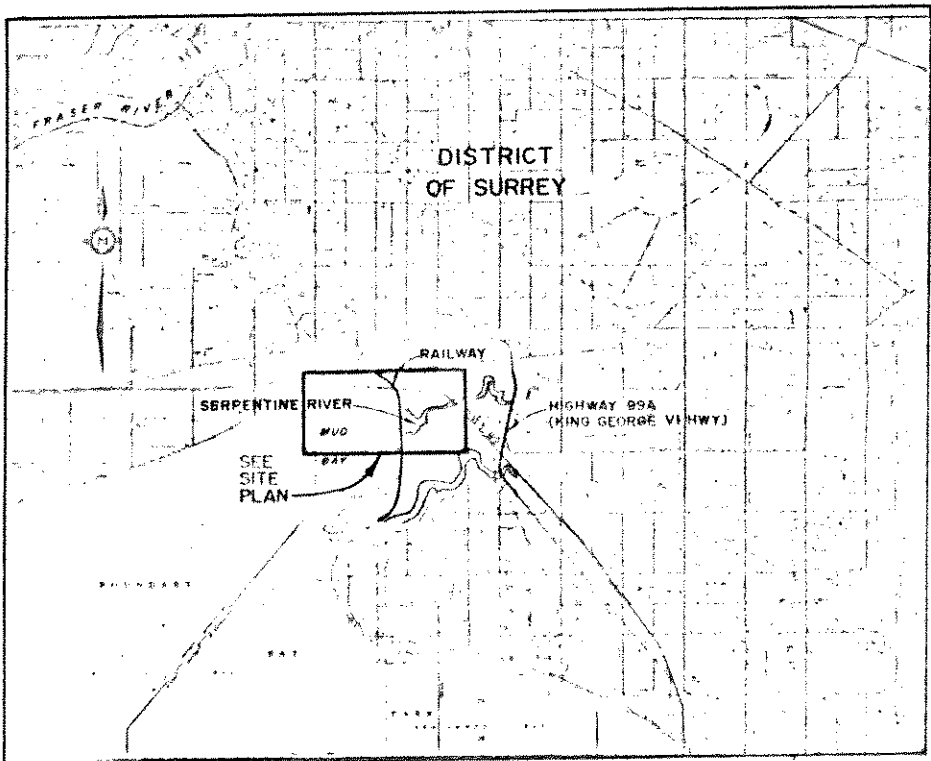 FRASER RIVER
DISTRICT
OF SURREY
RAILWAY
SERPENTINE RIVER
HIGHWAY 99A
(KING GEORGE VI HWY)
MUD
BAY
SEE
SITE
PLAN
BOUNDARY
BAY